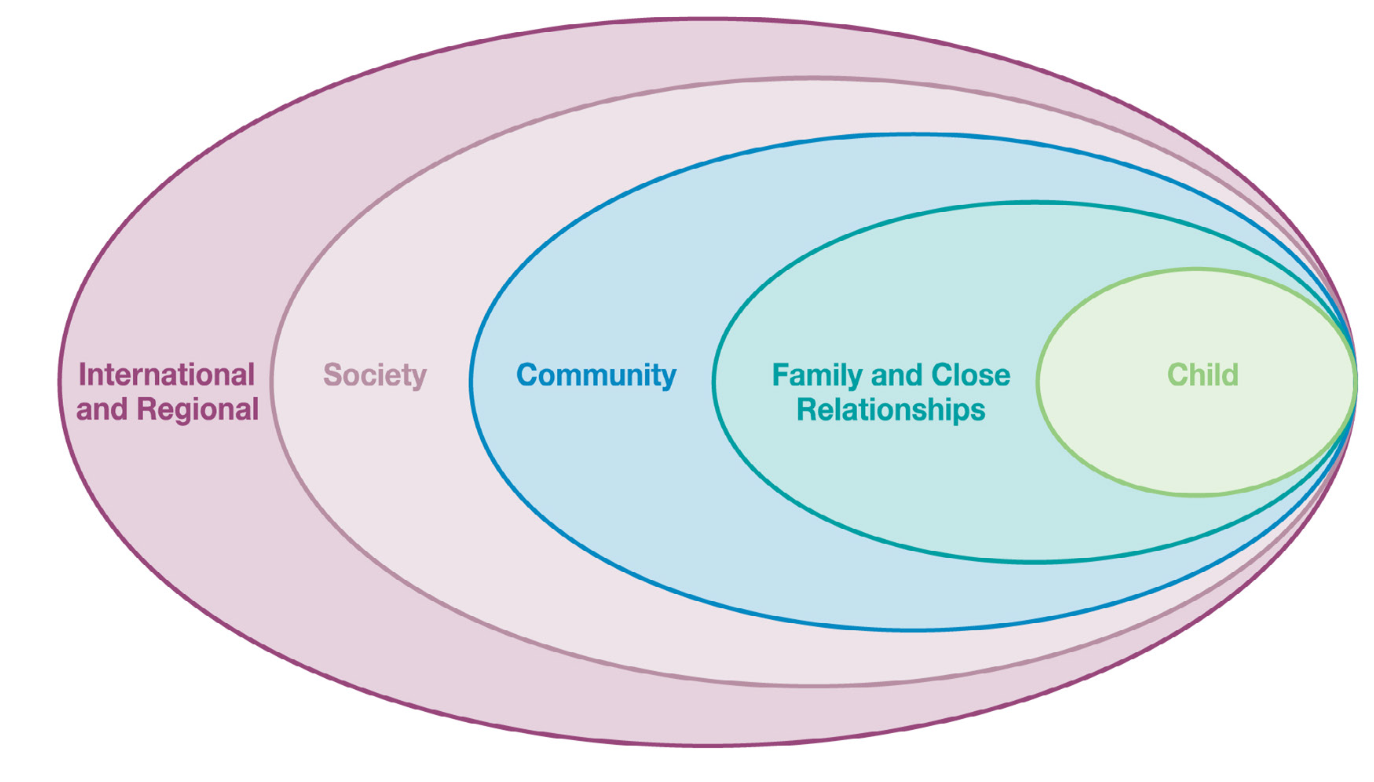 International
and Regional
Society
Community
Family and Close
Relationships
Child